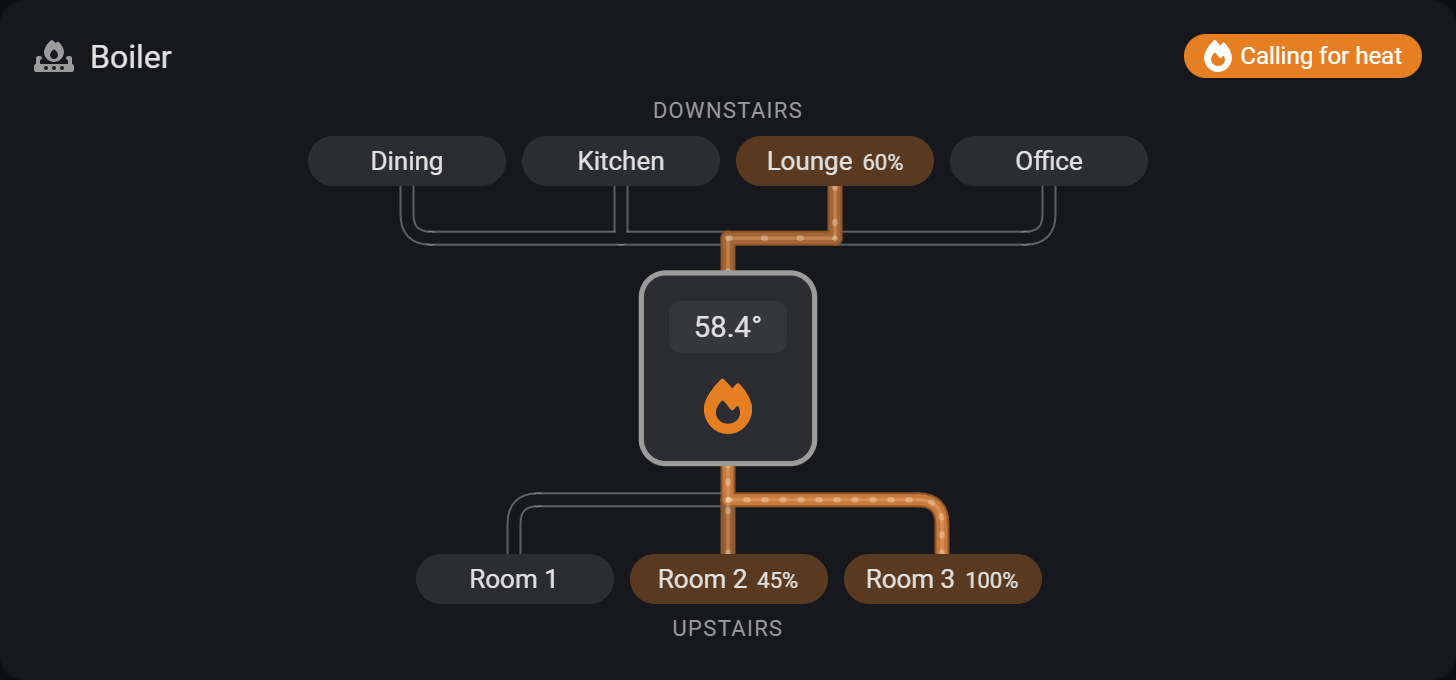 Boiler
Calling for heat
DOWNSTAIRS
Dining
Kitchen
Lounge 60%
Office
58.4°
Room 1
Room 2 45%
Room 3 100%
UPSTAIRS